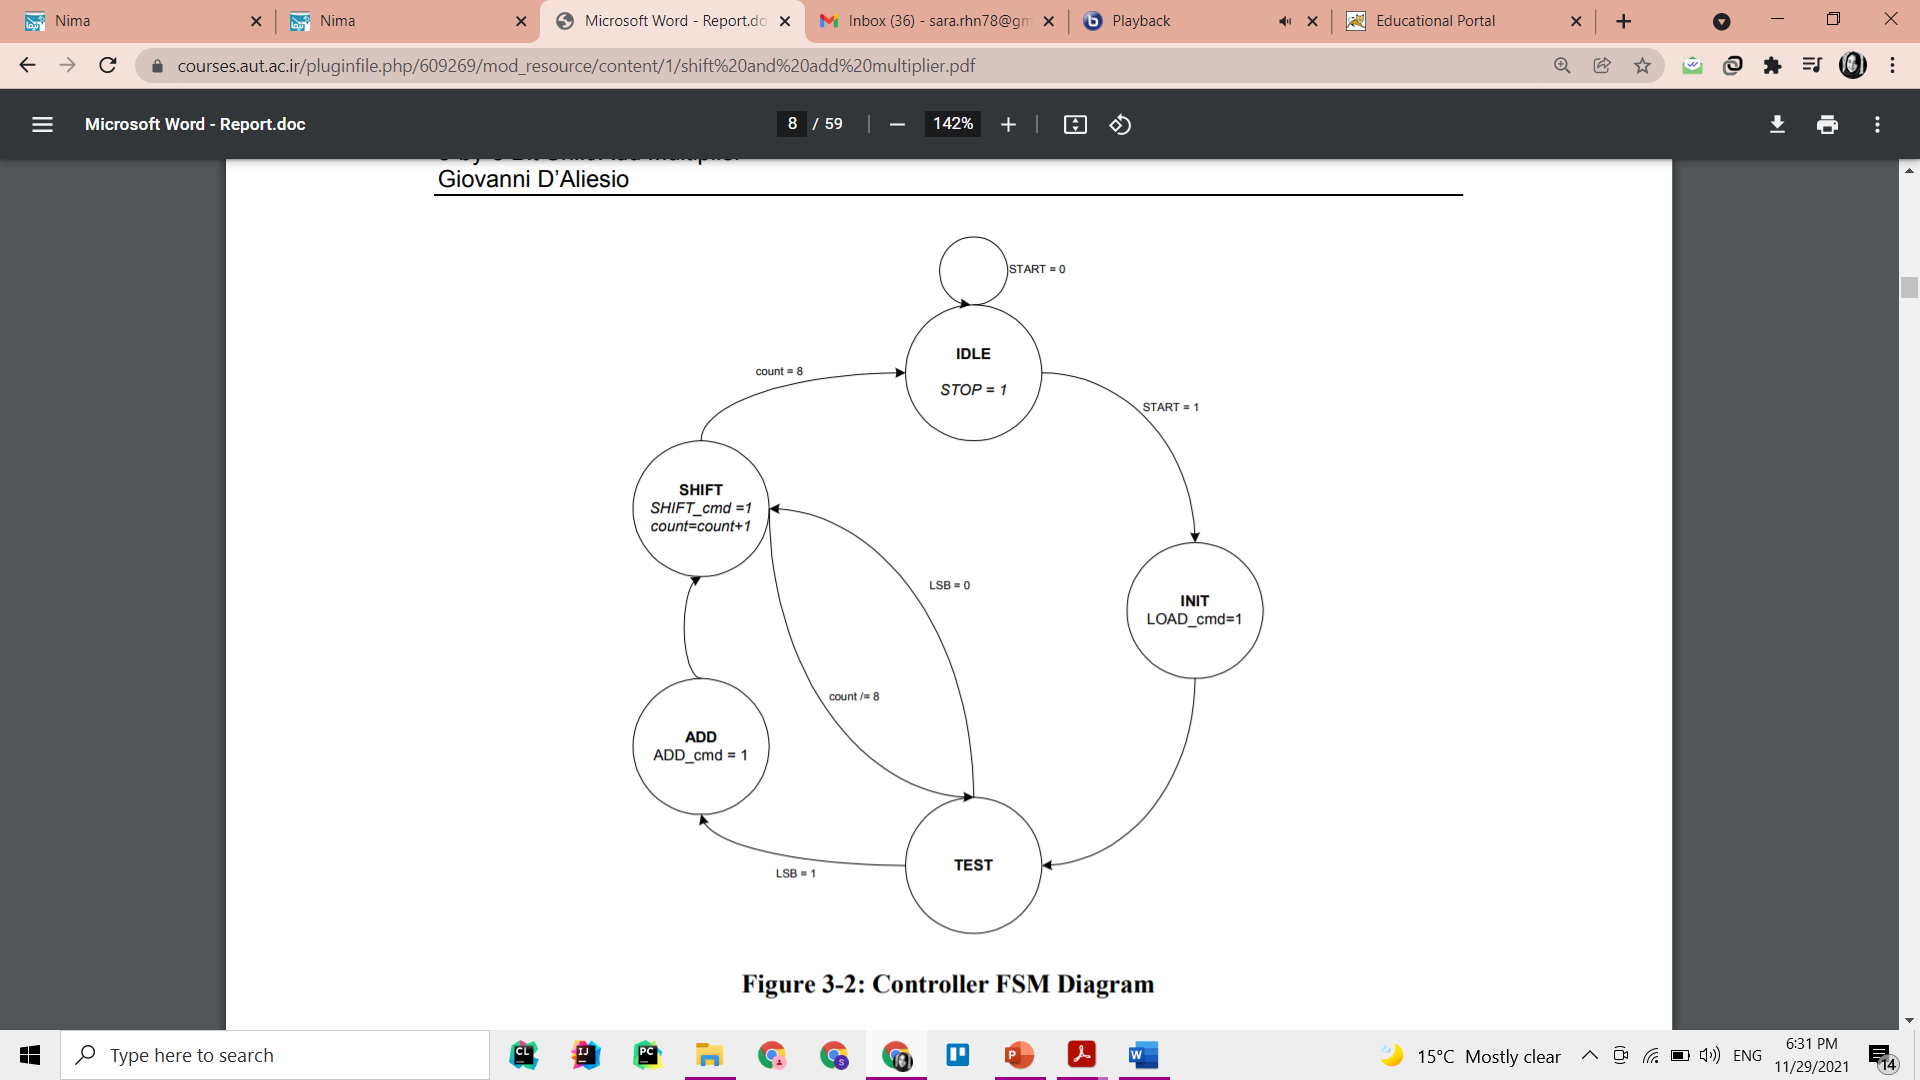 Nima
Nima
Microsoft Word - Report.do
Inbox (36) - sara.rhn78@gm
Playback
Educational Portal
courses.aut.ac.ir/pluginfile.php/609269/mod_resource/content/1/shift%20and%20add%20multiplier.pdf
Microsoft Word - Report.doc
8 / 59
142%
Giovanni D'Aliesio
START = 0
IDLE
STOP = 1
count = 8
START = 1
SHIFT
SHIFT_cmd =1
count=count+1
LSB = 0
INIT
LOAD_cmd=1
count /= 8
ADD
ADD_cmd = 1
TEST
LSB = 1
Figure 3-2: Controller FSM Diagram
Type here to search
CL
IJ
PC
S
P
W
15°C Mostly clear
ENG
6:31 PM
11/29/2021
14